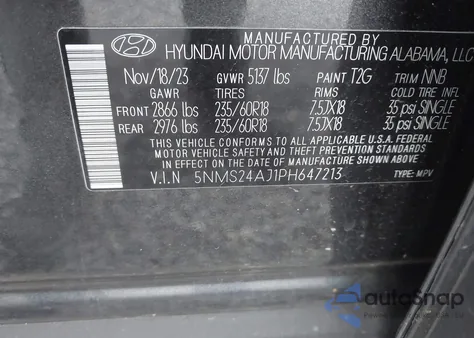 MANUFACTURED BY
HYUNDAI MOTOR MANUFACTURING ALABAMA, LLC
Nov/18/23 GVWR 5137 lbs PAINT T2G TRIM NNB
GAWR TIRES RIMS COLD TIRE INFL
FRONT 2866 lbs 235/60R18 7.5JX18 35 psi SINGLE
REAR 2976 lbs 235/60R18 7.5JX18 35 psi SINGLE
THIS VEHICLE CONFORMS TO ALL APPLICABLE U.S.A. FEDERAL
MOTOR VEHICLE SAFETY AND THEFT PREVENTION STANDARDS
IN EFFECT ON THE DATE OF MANUFACTURE SHOWN ABOVE
V.I.N 5NMS24AJ1PH647213 TYPE: MPV
autoSnap